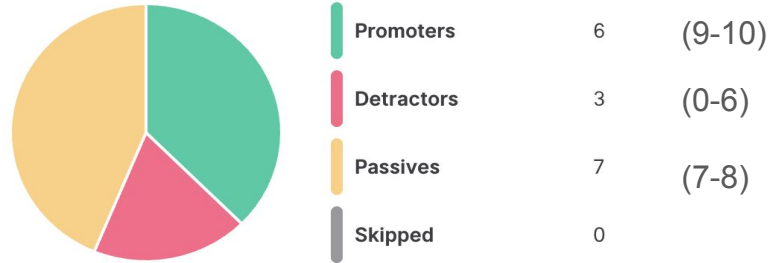 Promoters 6 (9-10)
Detractors 3 (0-6)
Passives 7 (7-8)
Skipped 0